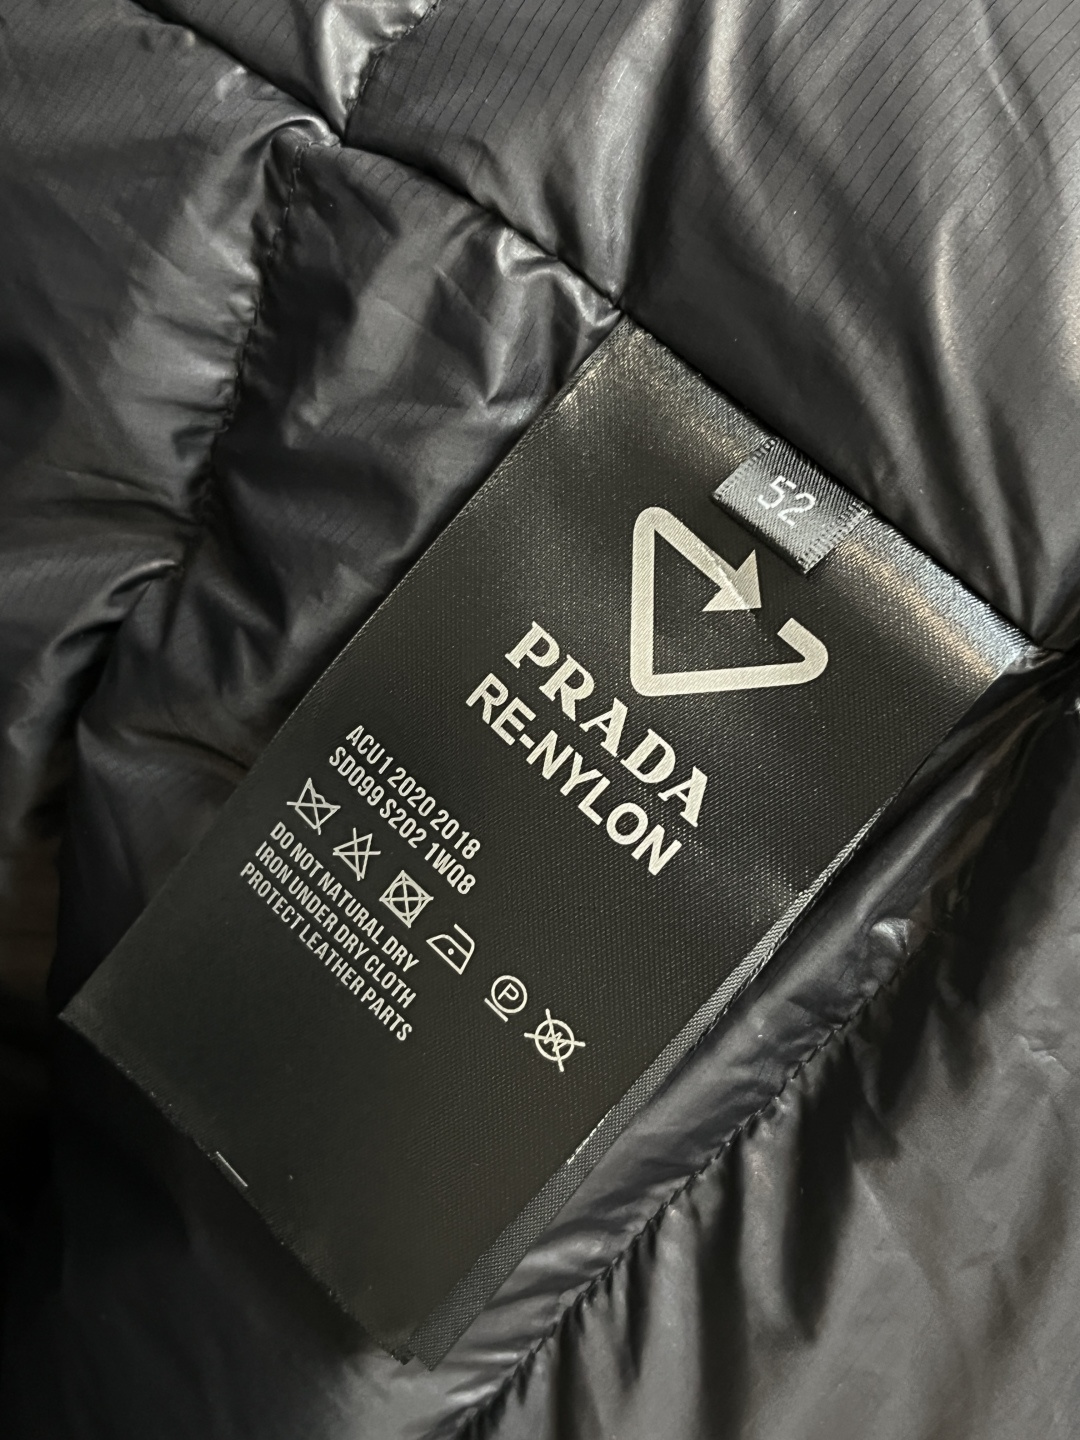 52
PRADA
RE-NYLON
ACU1 2020 2018
SD099 S202 1WQ8
DO NOT NATURAL DRY
IRON UNDER DRY CLOTH
PROTECT LEATHER PARTS
P